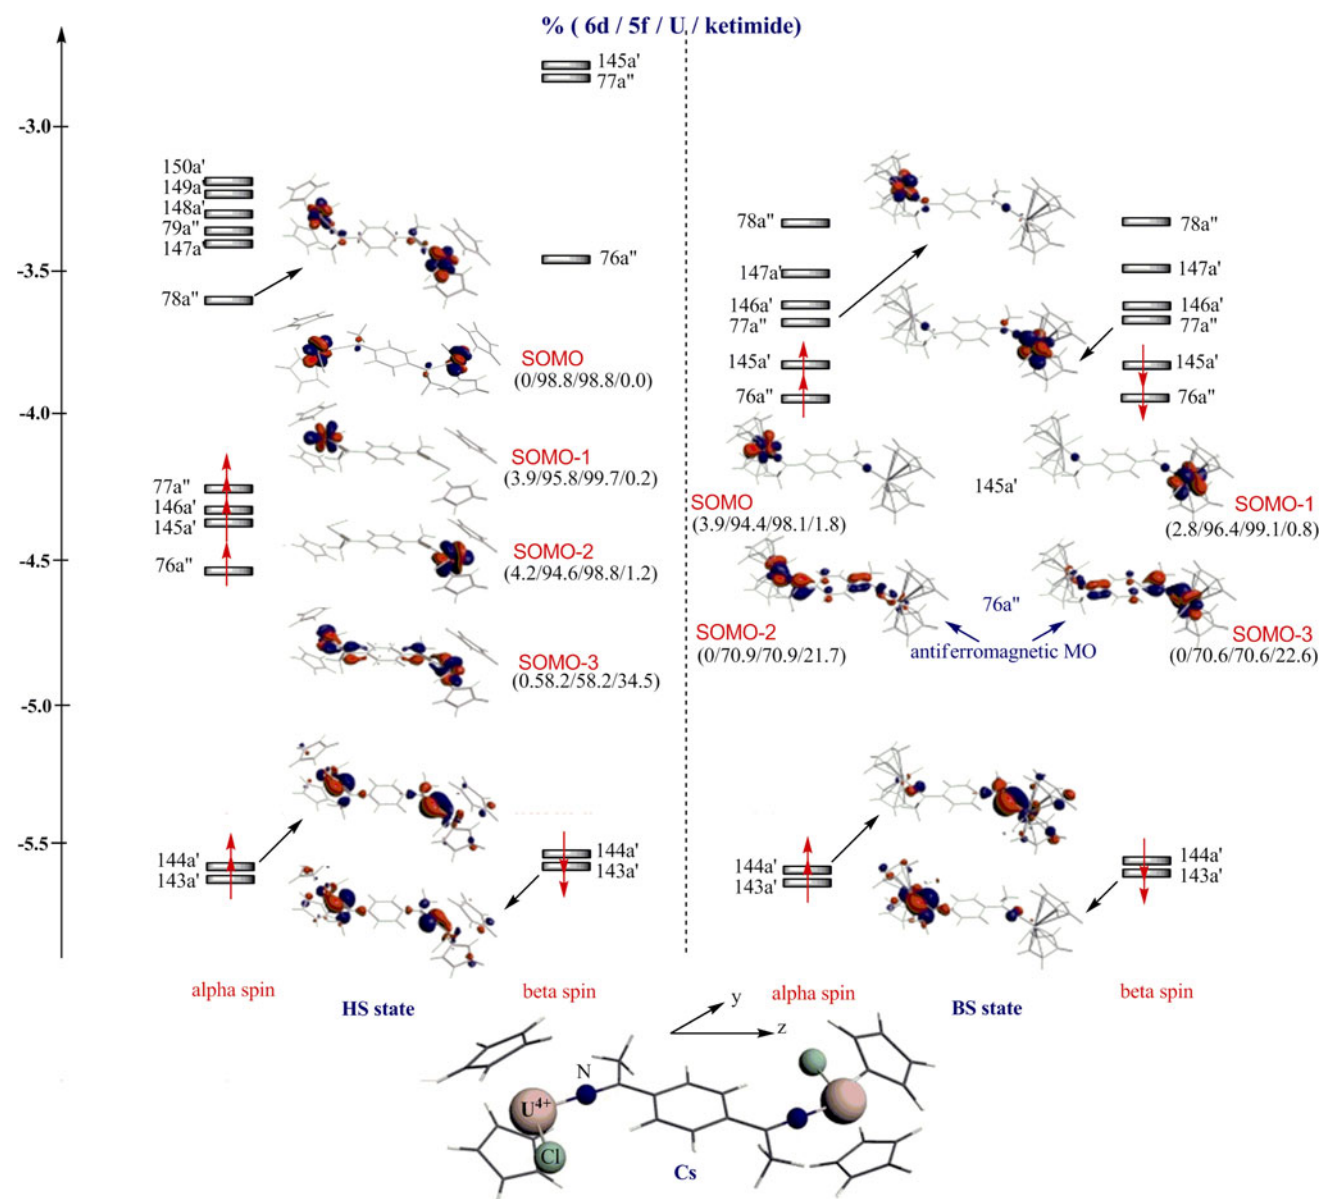 % ( 6d / 5f / U / ketimide)
-3.0
-3.5
-4.0
-4.5
-5.0
-5.5
150a'
149a'
148a'
79a"
147a'
78a"
77a"
146a'
145a'
76a"
144a'
143a'
SOMO
(0/98.8/98.8/0.0)
SOMO-1
(3.9/95.8/99.7/0.2)
SOMO-2
(4.2/94.6/98.8/1.2)
SOMO-3
(0.58.2/58.2/34.5)
145a'
77a"
76a"
144a'
143a'
alpha spin
HS state
beta spin
78a"
147a'
146a'
77a"
145a'
76a"
SOMO
(3.9/94.4/98.1/1.8)
SOMO-2
(0/70.9/70.9/21.7)
144a'
143a'
145a'
76a"
antiferromagnetic MO
78a"
147a'
146a'
77a"
145a'
76a"
SOMO-1
(2.8/96.4/99.1/0.8)
SOMO-3
(0/70.6/70.6/22.6)
144a'
143a'
alpha spin
BS state
beta spin
y
z
N
U4+
Cl
Cs